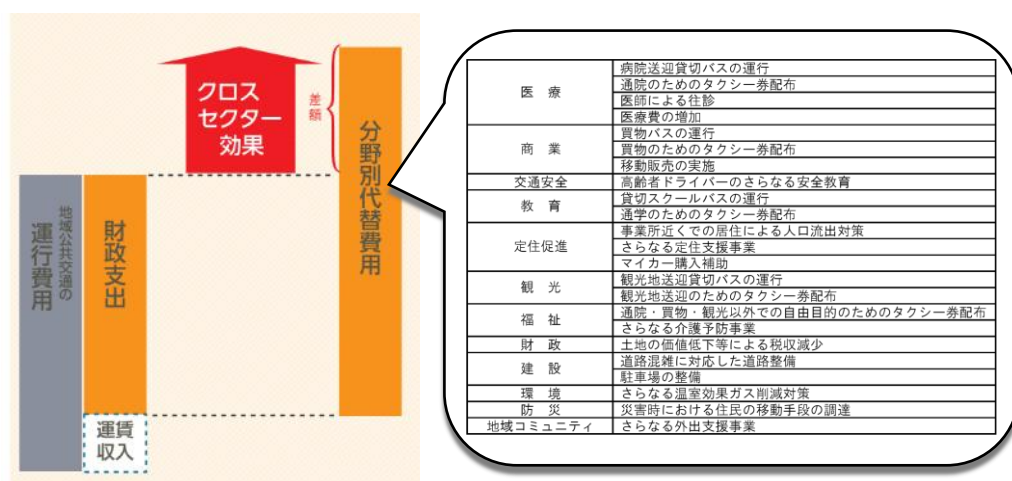 クロス
セクター
効果
差額
分野別代替費用
地域公共交通の
運行費用
財政支出
運賃
収入
医 療
病院送迎貸切バスの運行
通院のためのタクシー券配布
医師による往診
医療費の増加
商 業
買物バスの運行
買物のためのタクシー券配布
移動販売の実施
交通安全
高齢者ドライバーのさらなる安全教育
教 育
貸切スクールバスの運行
通学のためのタクシー券配布
定住促進
事業所近くでの居住による人口流出対策
さらなる定住支援事業
マイカー購入補助
観 光
観光地送迎貸切バスの運行
観光地送迎のためのタクシー券配布
福 祉
通院・買物・観光以外での自由目的のためのタクシー券配布
さらなる介護予防事業
財 政
土地の価値低下等による税収減少
建 設
道路混雑に対応した道路整備
駐車場の整備
環 境
さらなる温室効果ガス削減対策
防 災
災害時における住民の移動手段の調達
地域コミュニティ
さらなる外出支援事業